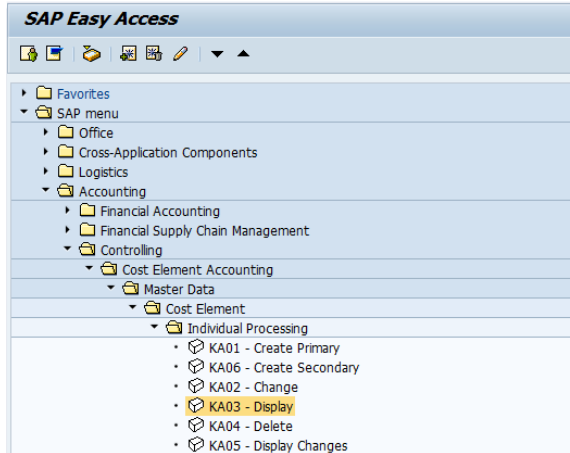 SAP Easy Access
Favorites
SAP menu
Office
Cross-Application Components
Logistics
Accounting
Financial Accounting
Financial Supply Chain Management
Controlling
Cost Element Accounting
Master Data
Cost Element
Individual Processing
KA01 - Create Primary
KA06 - Create Secondary
KA02 - Change
KA03 - Display
KA04 - Delete
KA05 - Display Changes